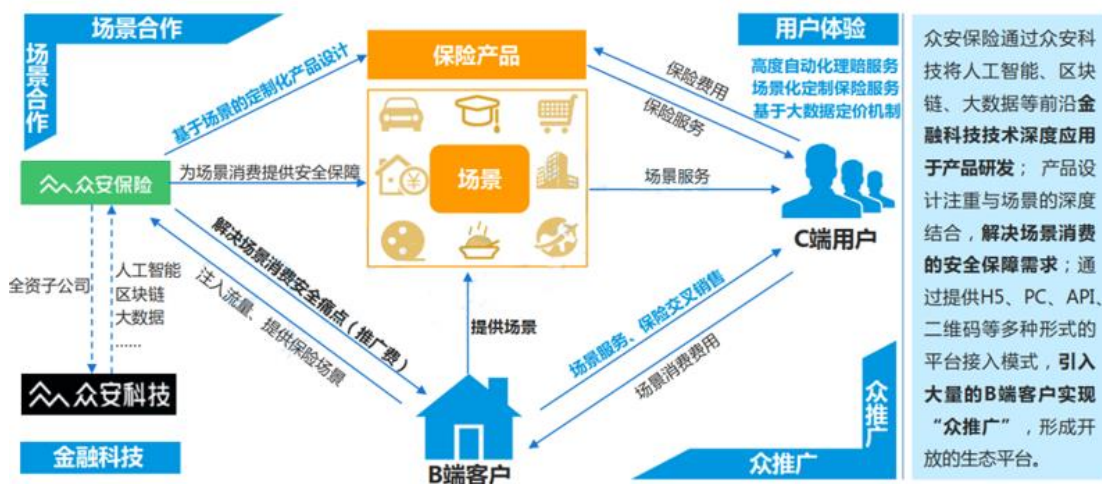 场景合作
场景合作
保险产品
用户体验
高度自动化理赔服务
场景化定制保险服务
基于大数据定价机制
保险费用
保险服务
基于场景的定制化产品设计
众安保险
为场景消费提供安全保障
场景
场景服务
C端用户
全资子公司
人工智能
区块链
大数据
……
解决场景消费安全痛点（推广费）
注入流量、提供保险场景
提供场景
场景服务、保险交叉销售
场景消费费用
众安科技
金融科技
B端客户
众推广
众推广
众安保险通过众安科
技将人工智能、区块
链、大数据等前沿金
融科技技术深度应用
于产品研发；产品设
计注重与场景的深度
结合，解决场景消费
的安全保障需求；通
过提供H5、PC、API、
二维码等多种形式的
平台接入模式，引入
大量的B端客户实现
“众推广”，形成开
放的生态平台。